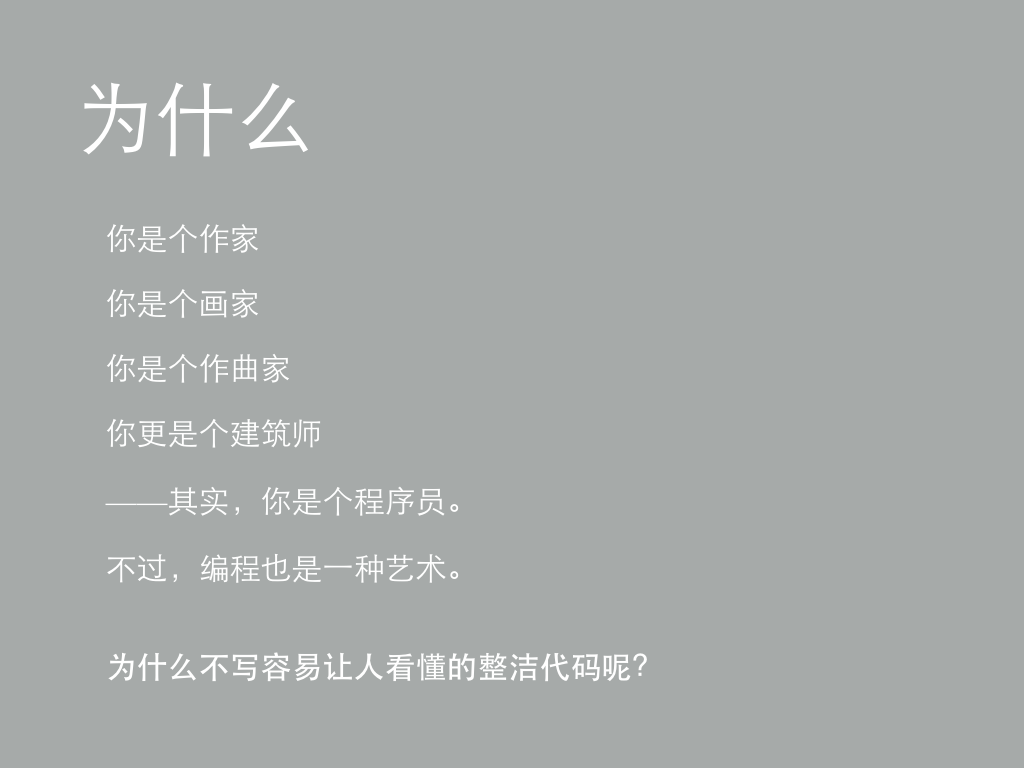 为什么
你是个作家
你是个画家
你是个作曲家
你更是个建筑师
——其实，你是个程序员。
不过，编程也是一种艺术。
为什么不写容易让人看懂的整洁代码呢？